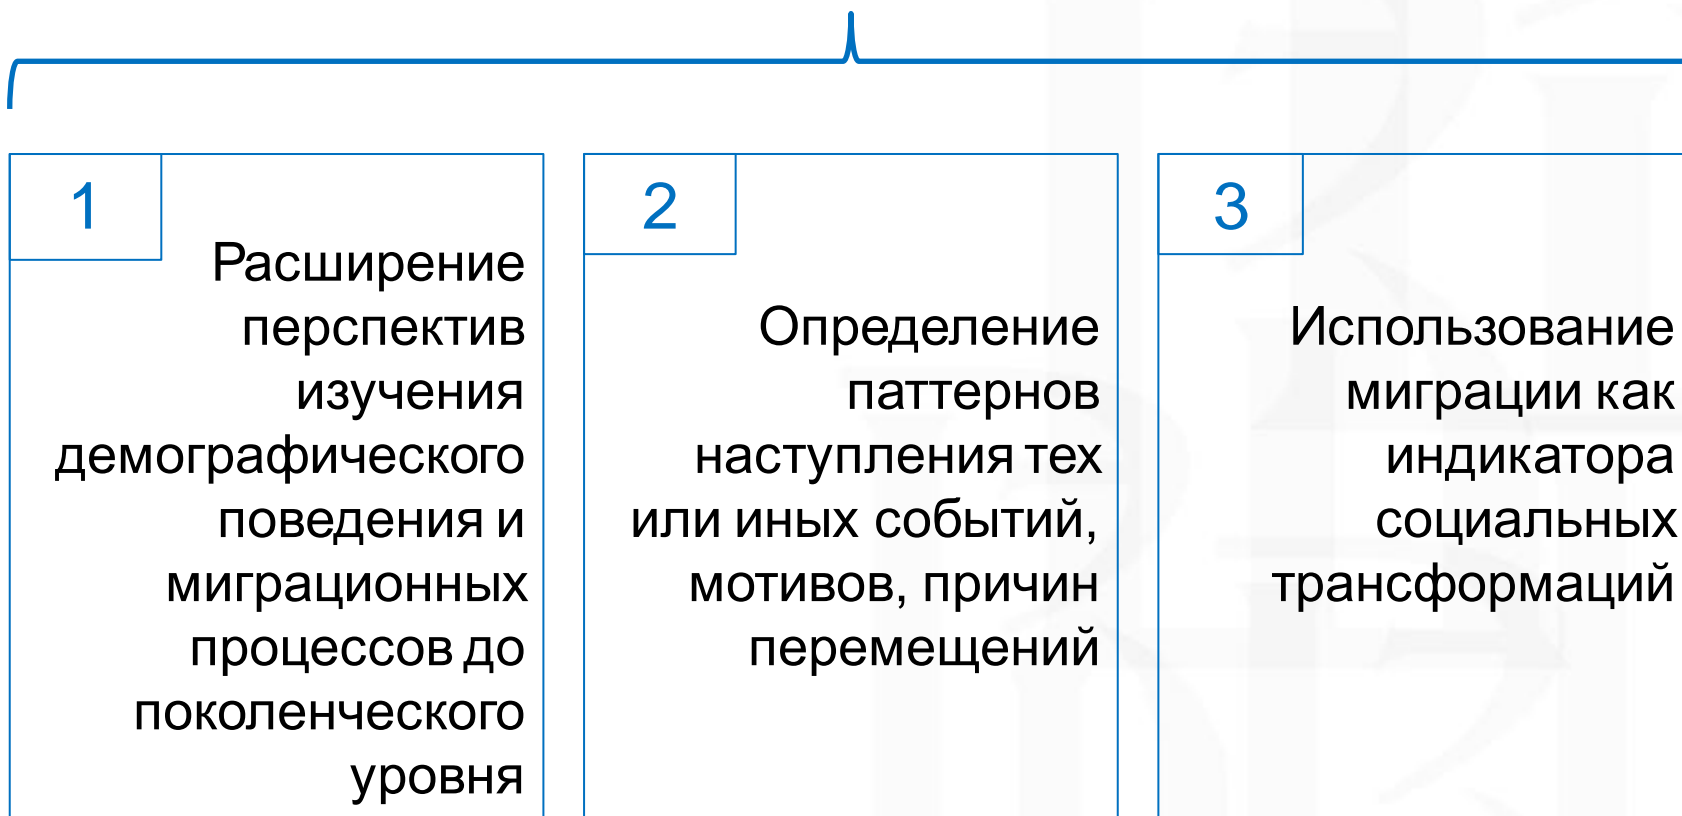 1
Расширение
перспектив
изучения
демографического
поведения и
миграционных
процессов до
поколенческого
уровня
2
Определение
паттернов
наступления тех
или иных событий,
мотивов, причин
перемещений
3
Использование
миграции как
индикатора
социальных
трансформаций